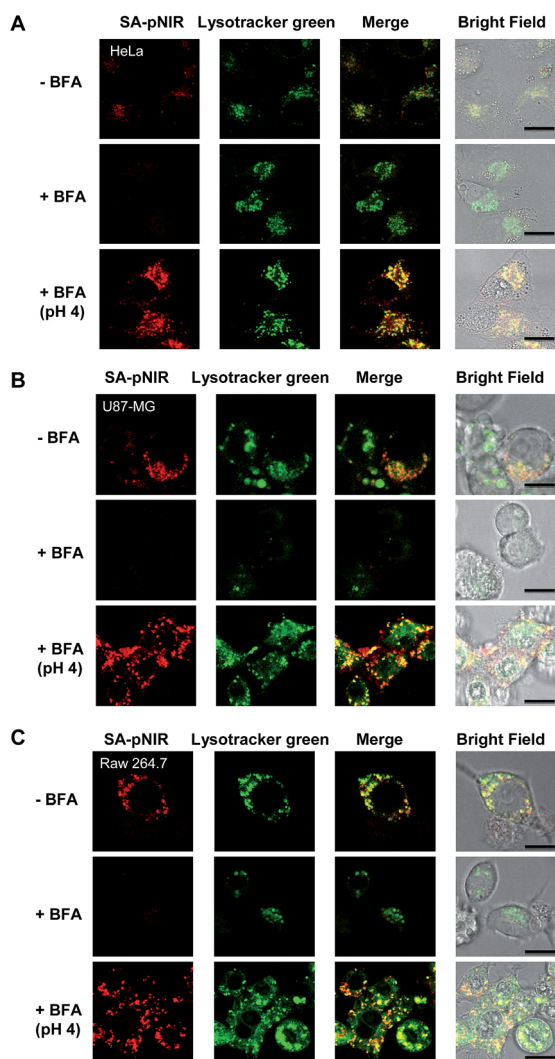 A
SA-pNIR Lysotracker green Merge Bright Field
HeLa
- BFA
+ BFA
+ BFA
(pH 4)
B
SA-pNIR Lysotracker green Merge Bright Field
U87-MG
- BFA
+ BFA
+ BFA
(pH 4)
C
SA-pNIR Lysotracker green Merge Bright Field
Raw 264.7
- BFA
+ BFA
+ BFA
(pH 4)